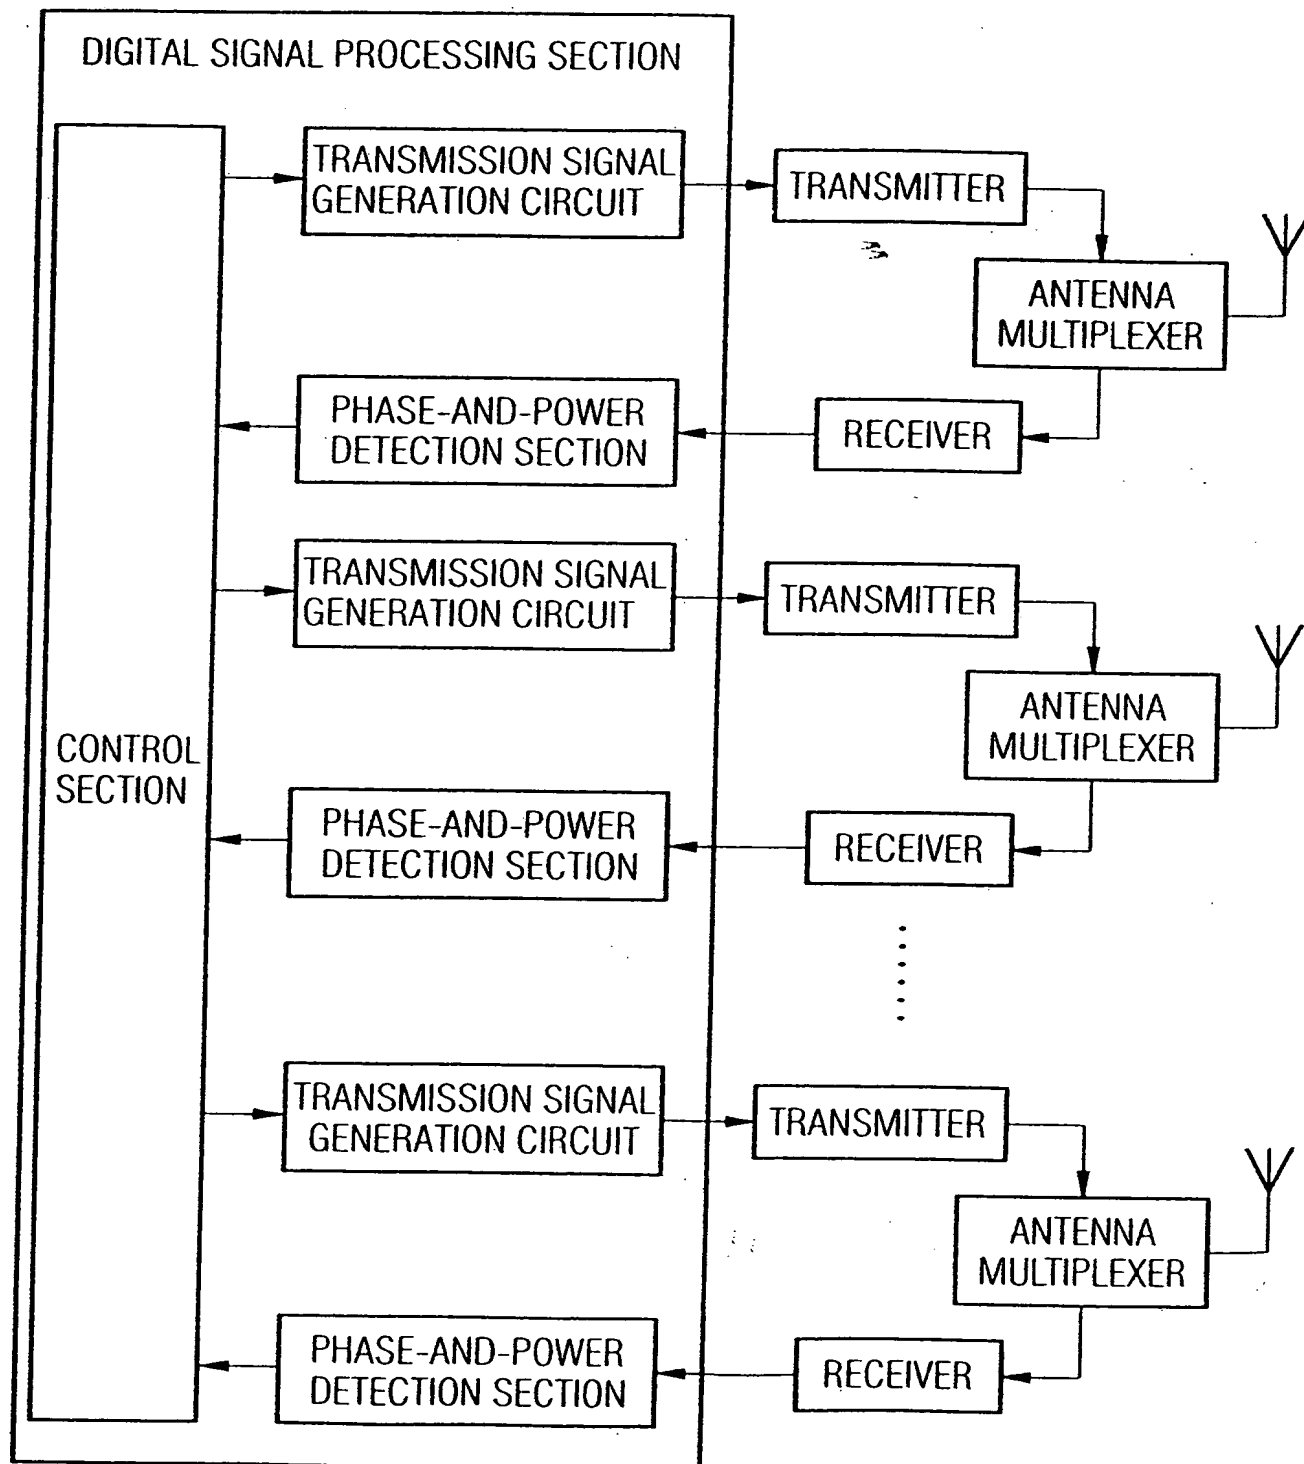 DIGITAL SIGNAL PROCESSING SECTION
TRANSMISSION SIGNAL
GENERATION CIRCUIT
TRANSMITTER
ANTENNA
MULTIPLEXER
PHASE-AND-POWER
DETECTION SECTION
RECEIVER
TRANSMISSION SIGNAL
GENERATION CIRCUIT
TRANSMITTER
ANTENNA
MULTIPLEXER
CONTROL
SECTION
PHASE-AND-POWER
DETECTION SECTION
RECEIVER
TRANSMISSION SIGNAL
GENERATION CIRCUIT
TRANSMITTER
ANTENNA
MULTIPLEXER
PHASE-AND-POWER
DETECTION SECTION
RECEIVER